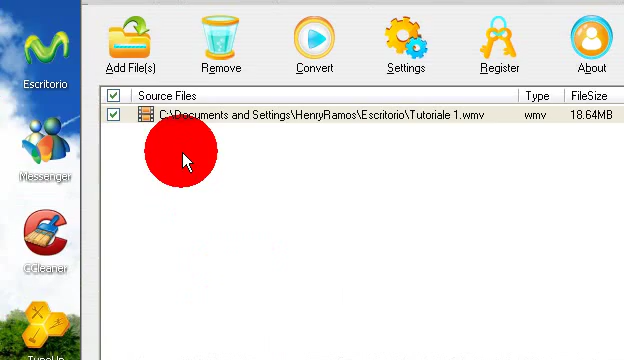 Add File(s) Remove Convert Settings Register About
Source Files Type FileSize
C:\Documents and Settings\HenryRamos\Escritorio\Tutoriale 1.wmv wmv 18.64MB
Escritorio
Messenger
CCleaner
TuneUp